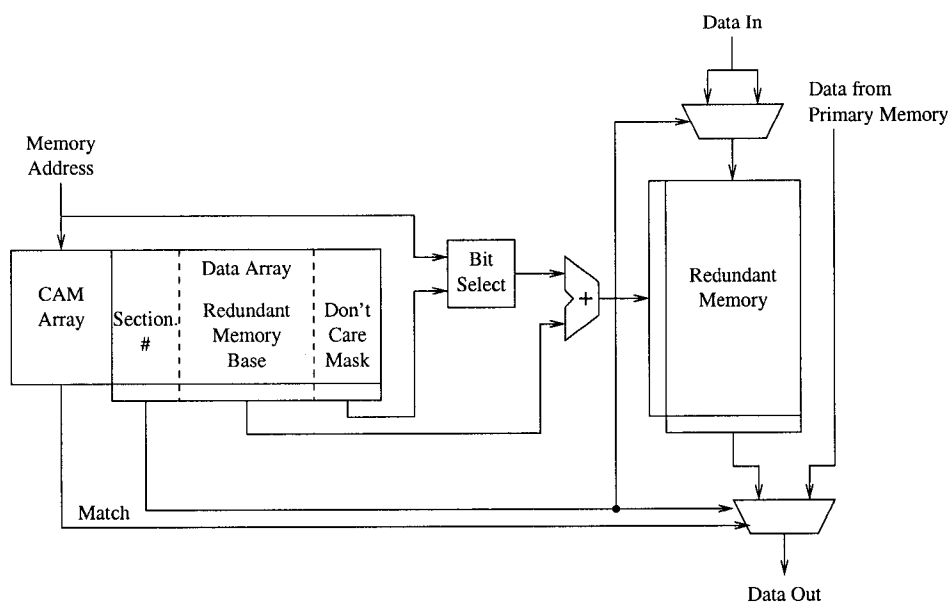 Data In
Data from
Primary Memory
Memory
Address
CAM
Array
Section.
#
Data Array
Redundant
Memory
Base
Don't
Care
Mask
Bit
Select
+
Redundant
Memory
Match
Data Out